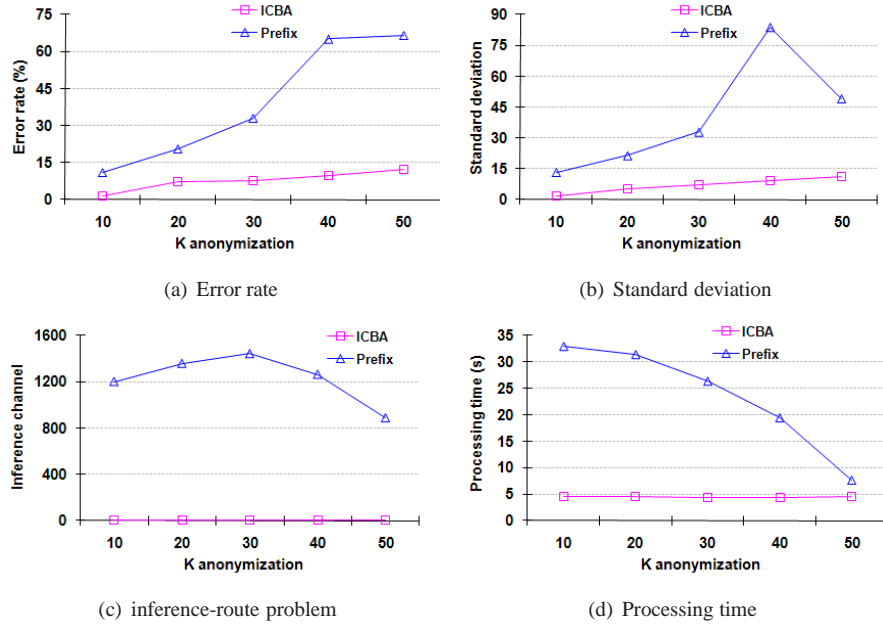 ICBA
Prefix
Error rate (%)
75
60
45
30
15
0
10 20 30 40 50
K anonymization
(a) Error rate
ICBA
Prefix
Standard deviation
90
75
60
45
30
15
0
10 20 30 40 50
K anonymization
(b) Standard deviation
ICBA
Prefix
Inference channel
1600
1200
800
400
0
10 20 30 40 50
K anonymization
(c) inference-route problem
ICBA
Prefix
Processing time (s)
35
30
25
20
15
10
5
0
10 20 30 40 50
K anonymization
(d) Processing time